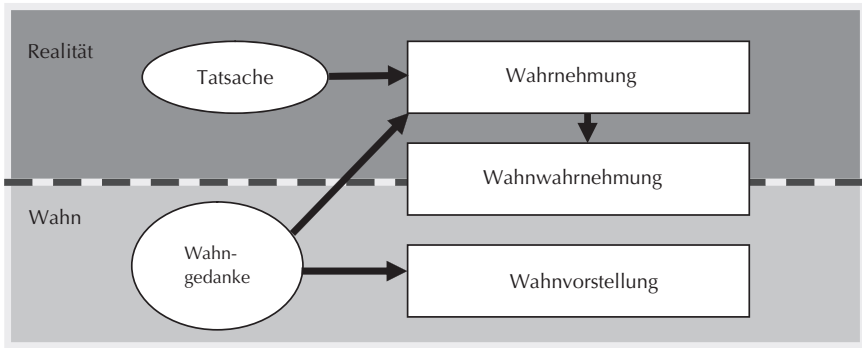 Realität
Tatsache
Wahrnehmung
Wahnwahrnehmung
Wahn
Wahn-
gedanke
Wahnvorstellung